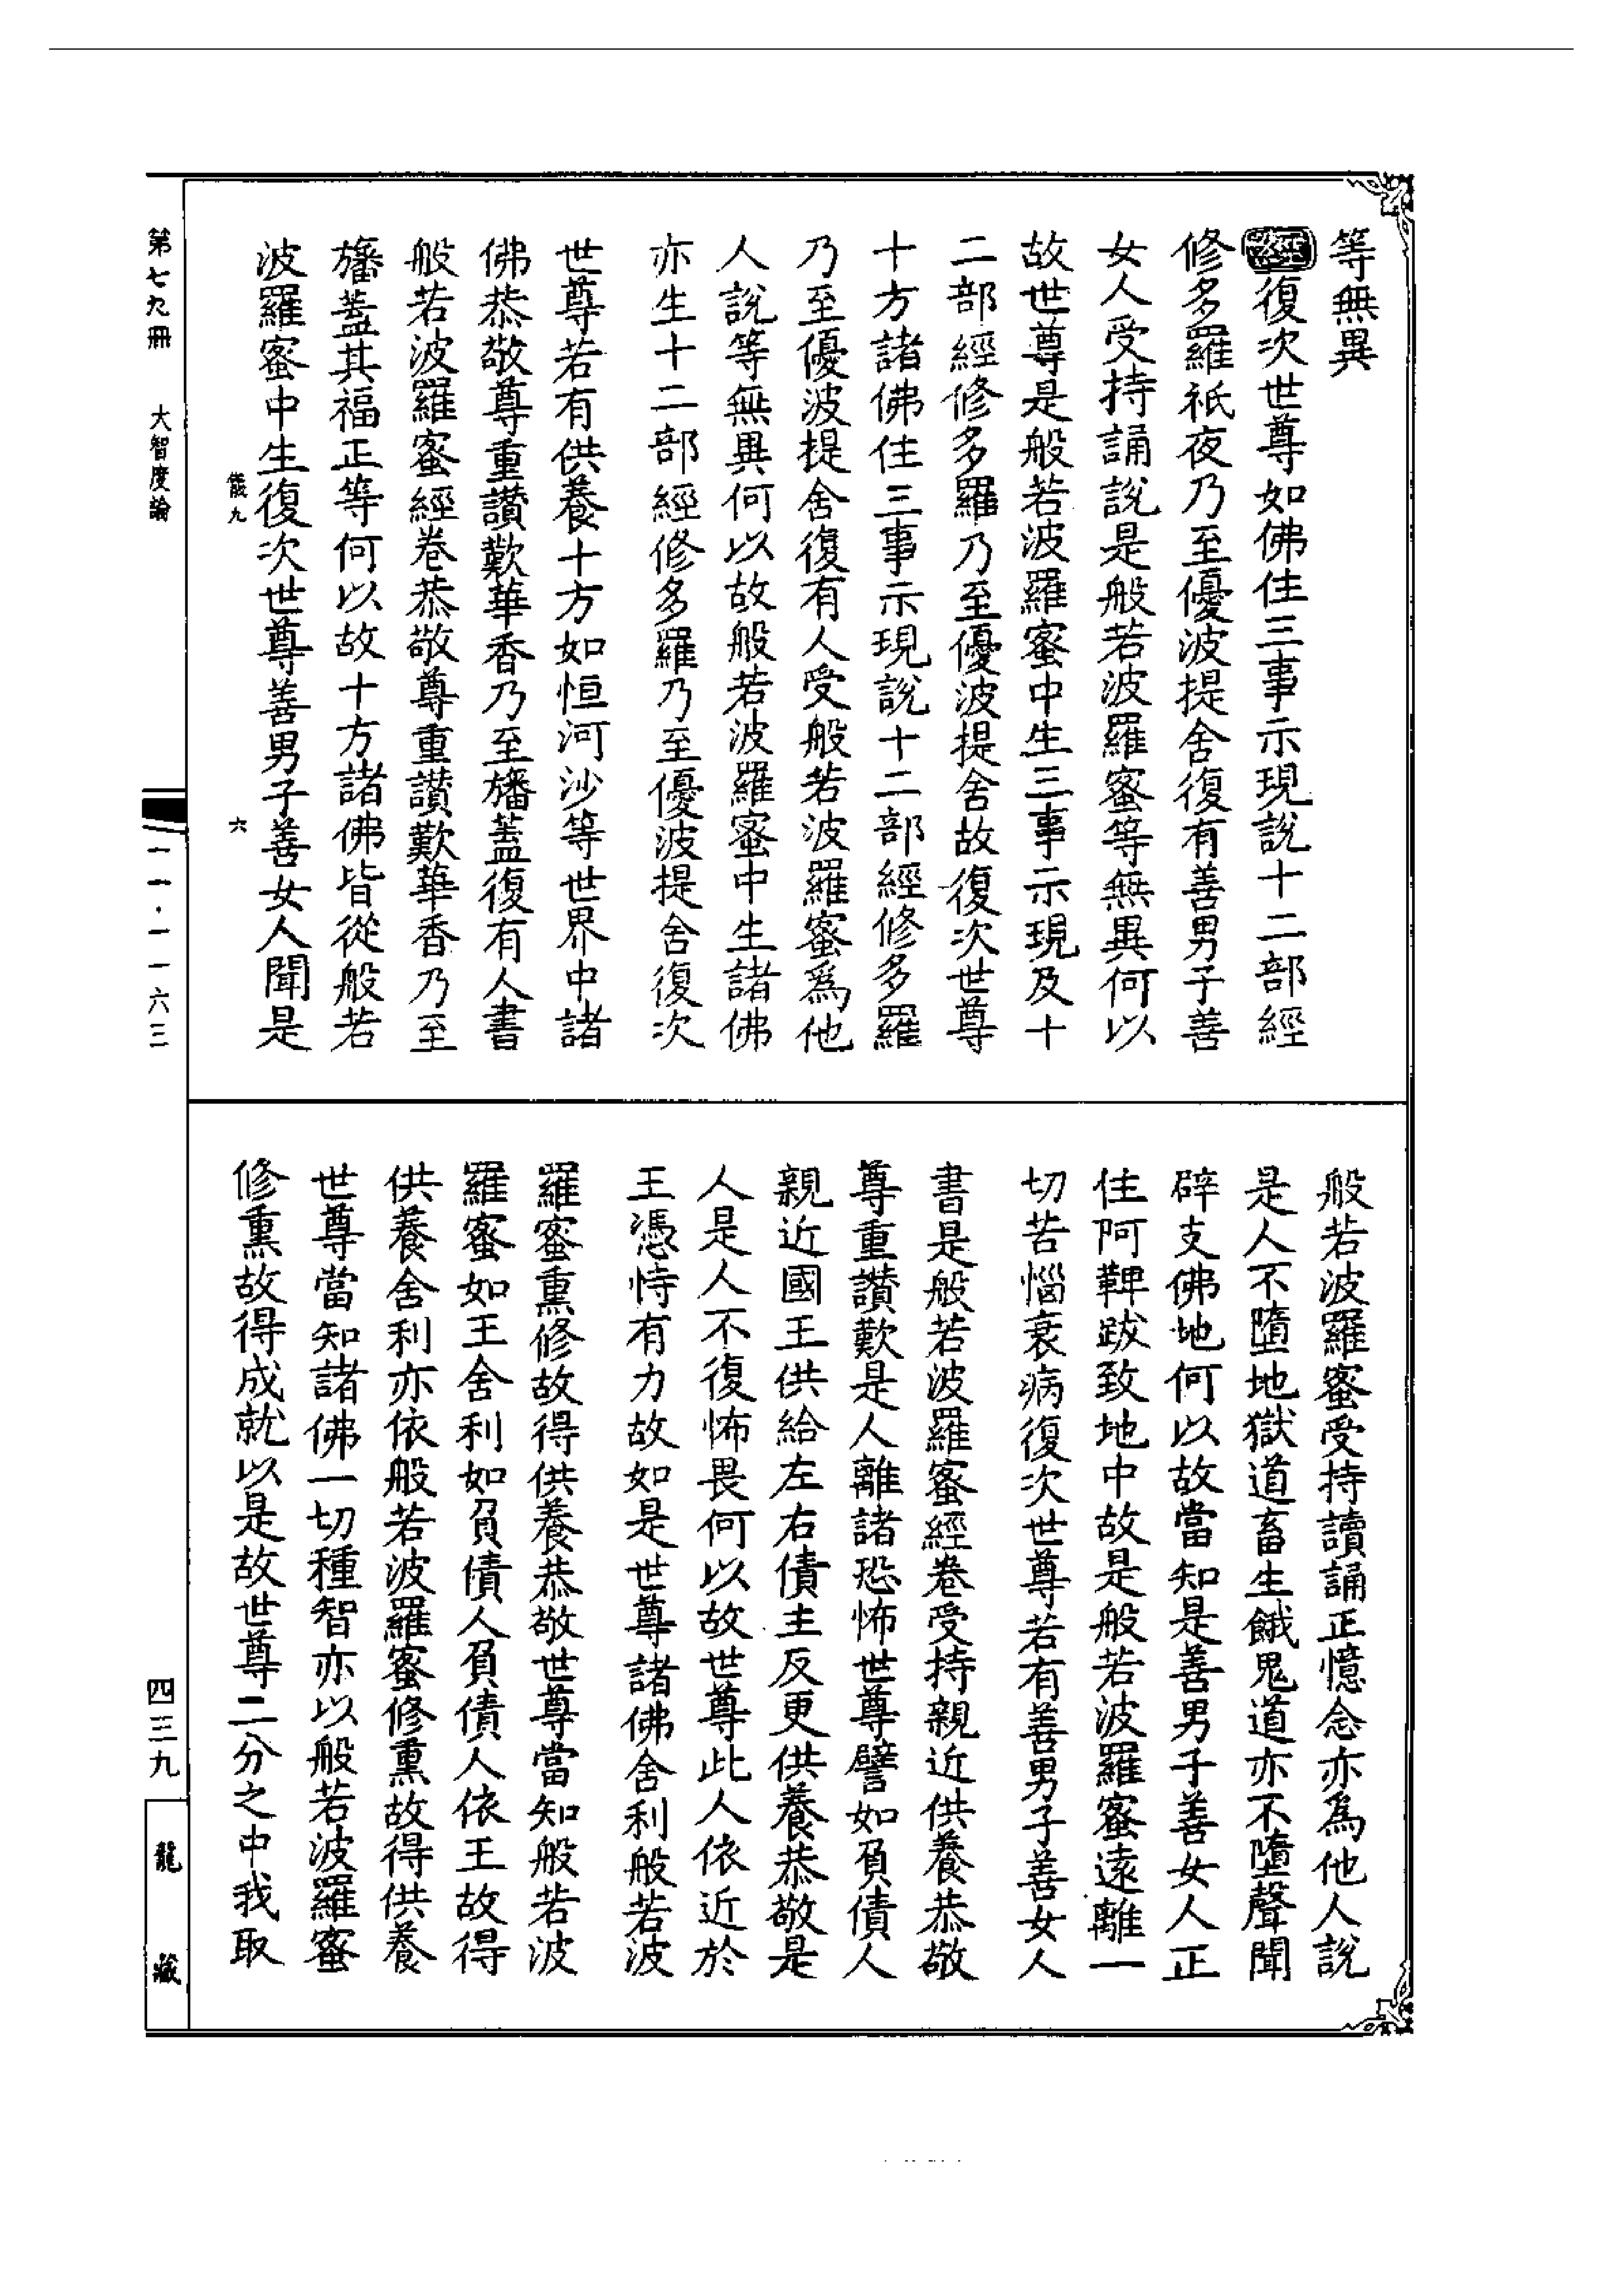 等無異
經復次世尊如佛住三事示現說十二部經
修多羅祇夜乃至優波提舍復有善男子善
女人受持誦說是般若波羅蜜等無異何以
故世尊是般若波羅蜜中生三事示現及十
二部經修多羅乃至優波提舍故復次世尊
十方諸佛住三事示現說十二部經修多羅
乃至優波提舍復有人受般若波羅蜜爲他
人說等無異何以故般若波羅蜜中生諸佛
亦生十二部經修多羅乃至優波提舍復次
世尊若有供養十方如恒河沙等世界中諸
佛恭敬尊重讚歎華香乃至旛蓋復有人書
般若波羅蜜經卷恭敬尊重讚歎華香乃至
旛蓋其福正等何以故十方諸佛皆從般若
波羅蜜中生復次世尊善男子善女人聞是
儀九 六
般若波羅蜜受持讀誦正憶念亦爲他人說
是人不墮地獄道畜生餓鬼道亦不墮聲聞
辟支佛地何以故當知是善男子善女人正
住阿鞞跋致地中故是般若波羅蜜遠離一
切苦惱衰病復次世尊若有善男子善女人
書是般若波羅蜜經卷受持親近供養恭敬
尊重讚歎是人離諸恐怖世尊譬如負債人
親近國王供給左右債主反更供養恭敬是
人是人不復怖畏何以故世尊此人依近於
王憑恃有力故如是世尊諸佛舍利般若波
羅蜜熏修故得供養恭敬世尊當知般若波
羅蜜如王舍利如負債人負債人依王故得
供養舍利亦依般若波羅蜜修熏故得供養
世尊當知諸佛一切種智亦以般若波羅蜜
修熏故得成就以是故世尊二分之中我取
第七九冊 大智度論
一一·一一六三
四三九
龍藏